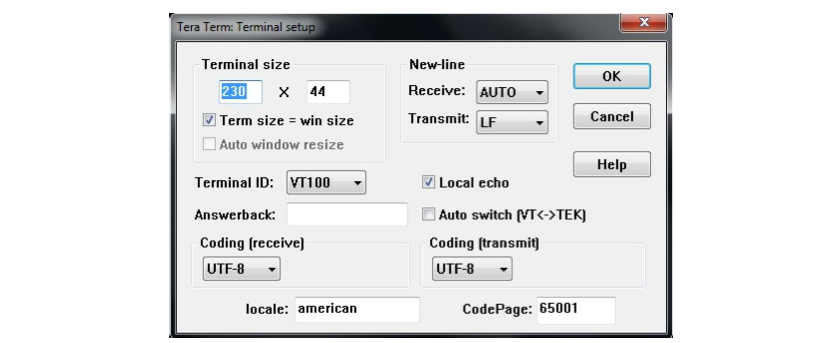 Tera Term: Terminal setup
Terminal size
230 X 44
Term size = win size
Auto window resize
New-line
Receive: AUTO
Transmit: LF
OK
Cancel
Help
Terminal ID: VT100
Local echo
Answerback:
Auto switch (VT<->TEK)
Coding (receive)
UTF-8
Coding (transmit)
UTF-8
locale: american
CodePage: 65001